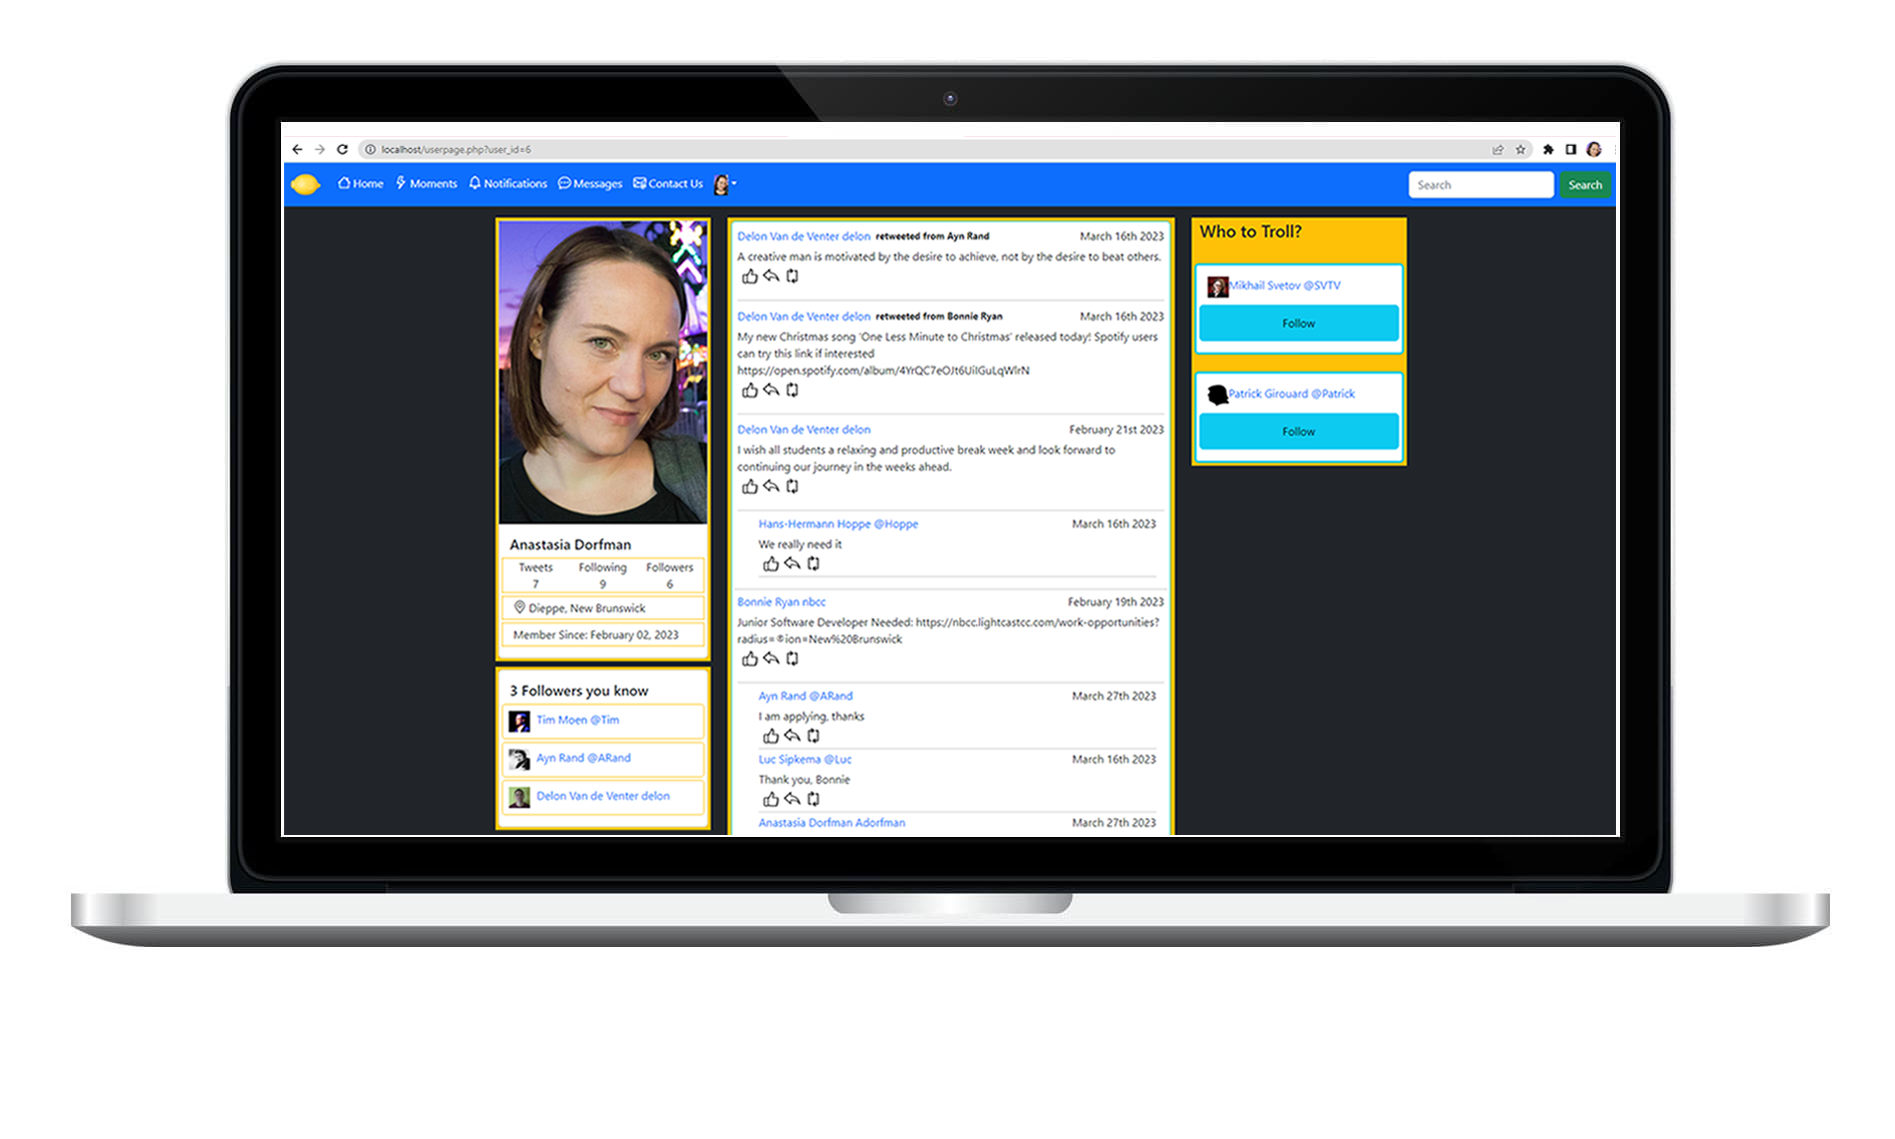 localhost/userpage.php?user_id=6
Home Moments Notifications Messages Contact Us
Search Search
Anastasia Dorfman
Tweets Following Followers
7 9 6
Dieppe, New Brunswick
Member Since: February 02, 2023
3 Followers you know
Tim Moen @Tim
Ayn Rand @ARand
Delon Van de Venter delon
Delon Van de Venter delon retweeted from Ayn Rand March 16th 2023
A creative man is motivated by the desire to achieve, not by the desire to beat others.
Delon Van de Venter delon retweeted from Bonnie Ryan March 16th 2023
My new Christmas song 'One Less Minute to Christmas' released today! Spotify users
can try this link if interested
https://open.spotify.com/album/4YrQC7eOJt6UiIGuLqWlrN
Delon Van de Venter delon February 21st 2023
I wish all students a relaxing and productive break week and look forward to
continuing our journey in the weeks ahead.
Hans-Hermann Hoppe @Hoppe March 16th 2023
We really need it
Bonnie Ryan nbcc February 19th 2023
Junior Software Developer Needed: https://nbcc.lightcastcc.com/work-opportunities?
radius=®ion=New%20Brunswick
Ayn Rand @ARand March 27th 2023
I am applying, thanks
Luc Sipkema @Luc March 16th 2023
Thank you, Bonnie
Anastasia Dorfman Adorfman March 27th 2023
Who to Troll?
Mikhail Svetov @SVTV
Follow
Patrick Girouard @Patrick
Follow